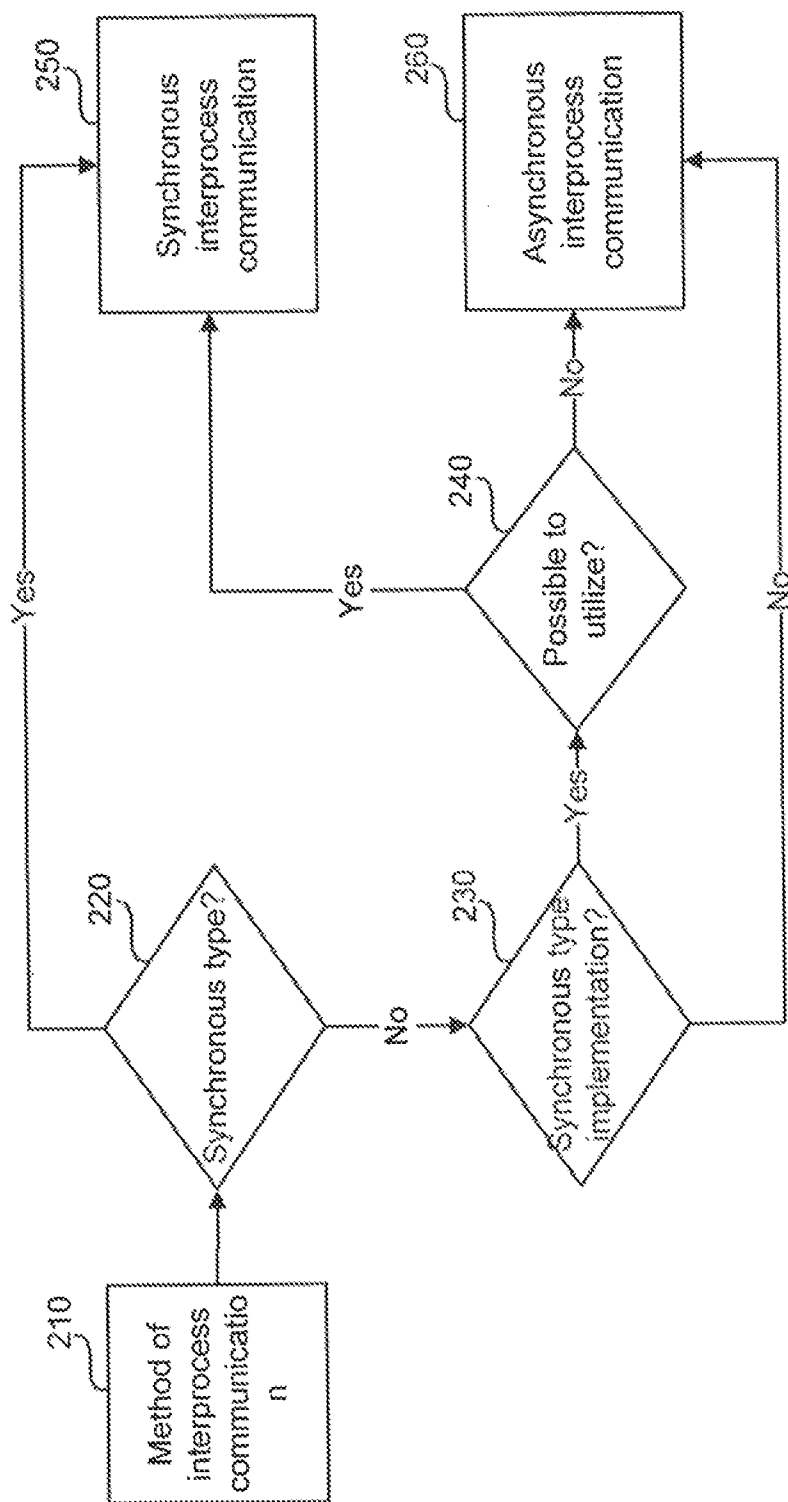 210
Method of
interprocess
communicatio
n
220
Synchronous type?
Yes
No
230
Synchronous type
implementation?
Yes
No
240
Possible to
utilize?
Yes
No
250
Synchronous
interprocess
communication
260
Asynchronous
interprocess
communication